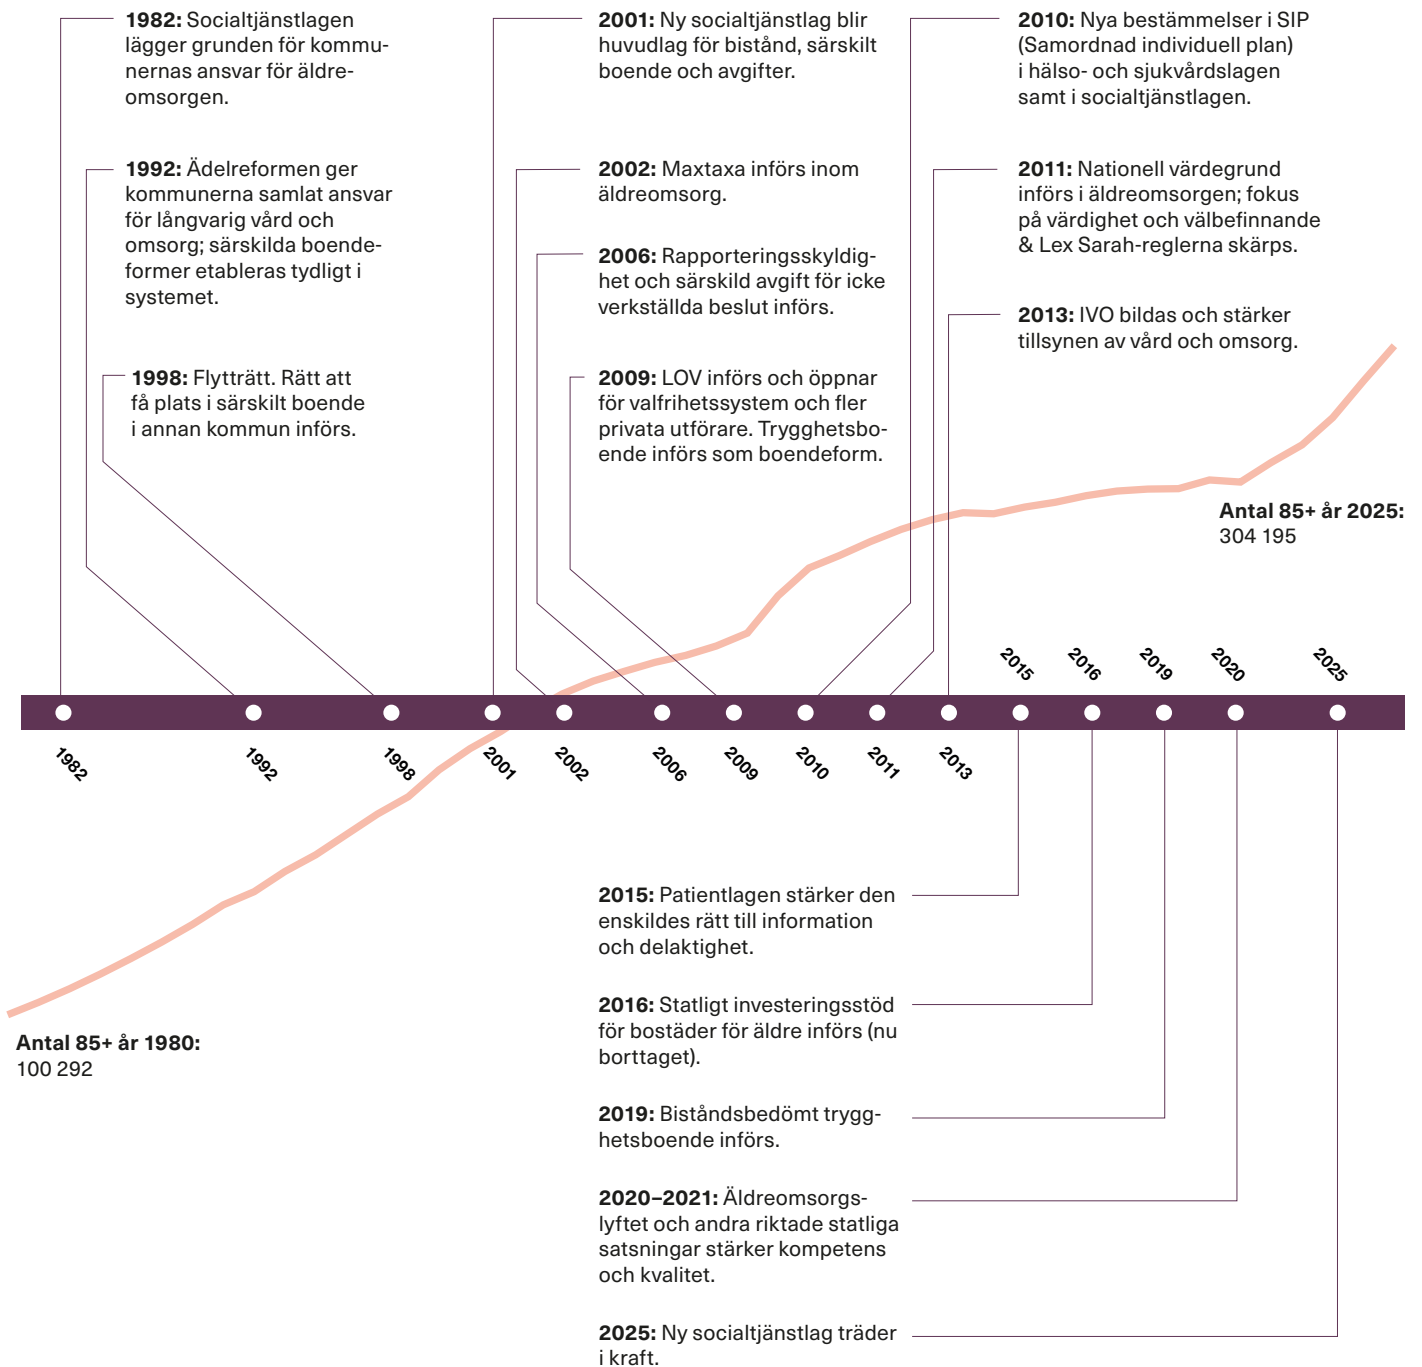 1982: Socialtjänstlagen
lägger grunden för kommu-
nernas ansvar för äldre-
omsorgen.
1992: Ädelreformen ger
kommunerna samlat ansvar
för långvarig vård och
omsorg; särskilda boende-
former etableras tydligt i
systemet.
1998: Flytträtt. Rätt att
få plats i särskilt boende
i annan kommun införs.
2001: Ny socialtjänstlag blir
huvudlag för bistånd, särskilt
boende och avgifter.
2002: Maxtaxa införs inom
äldreomsorg.
2006: Rapporteringsskyldig-
het och särskild avgift för icke
verkställda beslut införs.
2009: LOV införs och öppnar
för valfrihetssystem och fler
privata utförare. Trygghetsbo-
ende införs som boendeform.
2010: Nya bestämmelser i SIP
(Samordnad individuell plan)
i hälso- och sjukvårdslagen
samt i socialtjänstlagen.
2011: Nationell värdegrund
införs i äldreomsorgen; fokus
på värdighet och välbefinnande
& Lex Sarah-reglerna skärps.
2013: IVO bildas och stärker
tillsynen av vård och omsorg.
Antal 85+ år 2025:
304 195
2015
2016
2019
2020
2025
1982
1992
1998
2001
2002
2006
2009
2010
2011
2013
Antal 85+ år 1980:
100 292
2015: Patientlagen stärker den
enskildes rätt till information
och delaktighet.
2016: Statligt investeringsstöd
för bostäder för äldre införs (nu
borttaget).
2019: Biståndsbedömt trygg-
hetsboende införs.
2020–2021: Äldreomsorgs-
lyftet och andra riktade statliga
satsningar stärker kompetens
och kvalitet.
2025: Ny socialtjänstlag träder
i kraft.